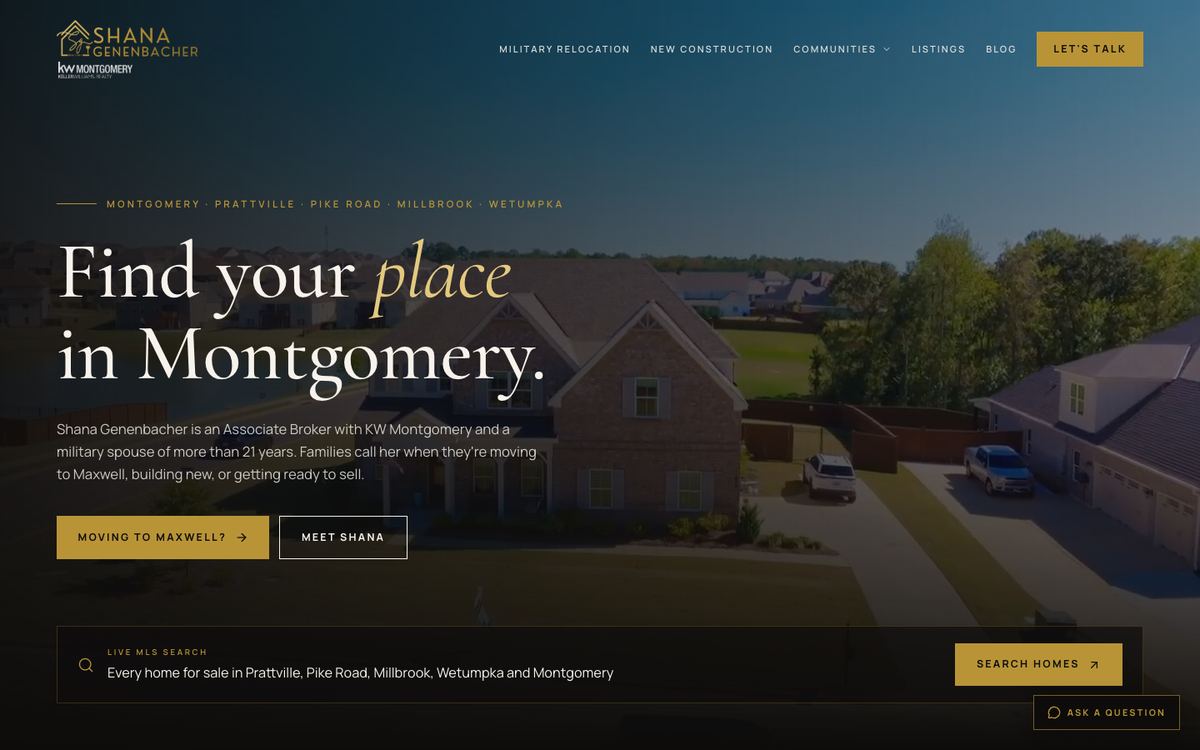 SHANA
GENENBACHER
kw MONTGOMERY
KELLERWILLIAMS. REALTY
MILITARY RELOCATION
NEW CONSTRUCTION
COMMUNITIES
LISTINGS
BLOG
LET'S TALK
MONTGOMERY · PRATTVILLE · PIKE ROAD · MILLBROOK · WETUMPKA
Find your place
in Montgomery.
Shana Genenbacher is an Associate Broker with KW Montgomery and a
military spouse of more than 21 years. Families call her when they're moving
to Maxwell, building new, or getting ready to sell.
MOVING TO MAXWELL?
MEET SHANA
LIVE MLS SEARCH
Every home for sale in Prattville, Pike Road, Millbrook, Wetumpka and Montgomery
SEARCH HOMES
ASK A QUESTION